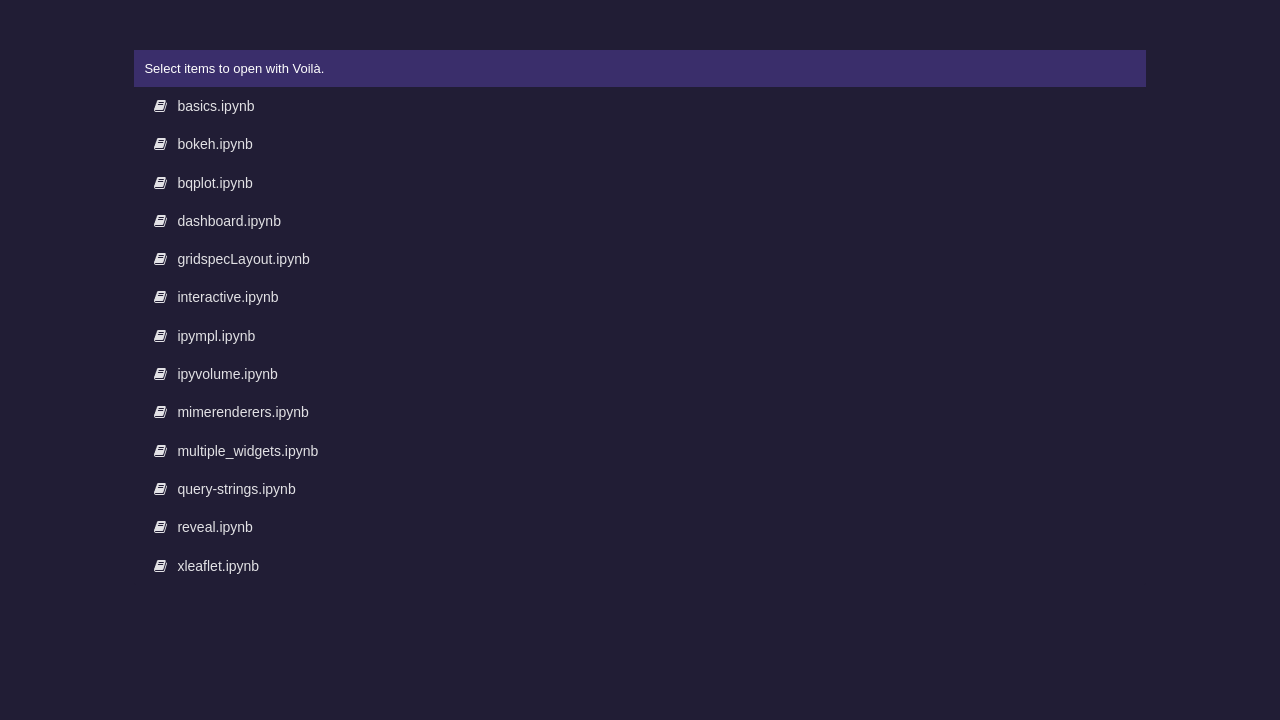 Select items to open with Voilà.
basics.ipynb
bokeh.ipynb
bqplot.ipynb
dashboard.ipynb
gridspecLayout.ipynb
interactive.ipynb
ipympl.ipynb
ipyvolume.ipynb
mimerenderers.ipynb
multiple_widgets.ipynb
query-strings.ipynb
reveal.ipynb
xleaflet.ipynb